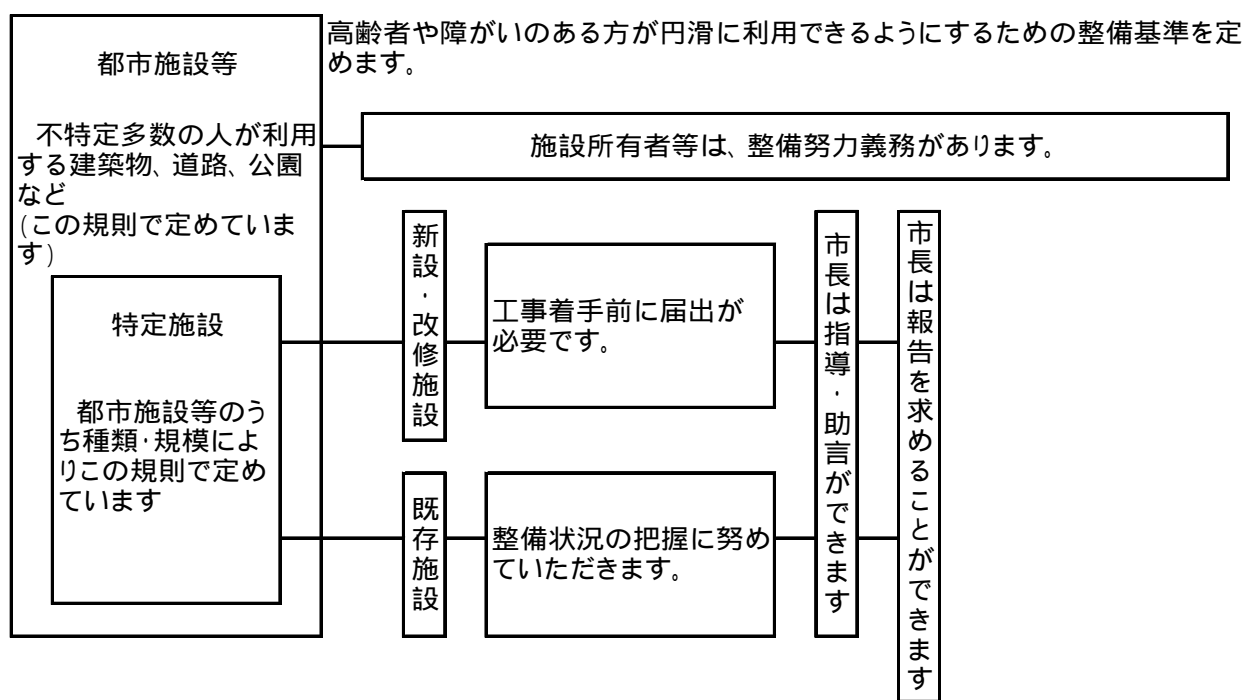 高齢者や障がいのある方が円滑に利用できるようにするための整備基準を定
めます。
都市施設等
不特定多数の人が利用
する建築物、道路、公園
など
(この規則で定めていま
す)
施設所有者等は、整備努力義務があります。
特定施設
都市施設等のう
ち種類・規模によ
りこの規則で定め
ています
新設・改修施設
工事着手前に届出が
必要です。
既存施設
整備状況の把握に努め
ていただきます。
市長は指導・助言ができます
市長は報告を求めることができます